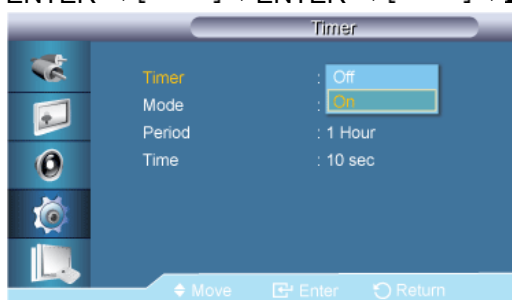 Timer
Timer : Off
Mode : On
Period : 1 Hour
Time : 10 sec
Move Enter Return